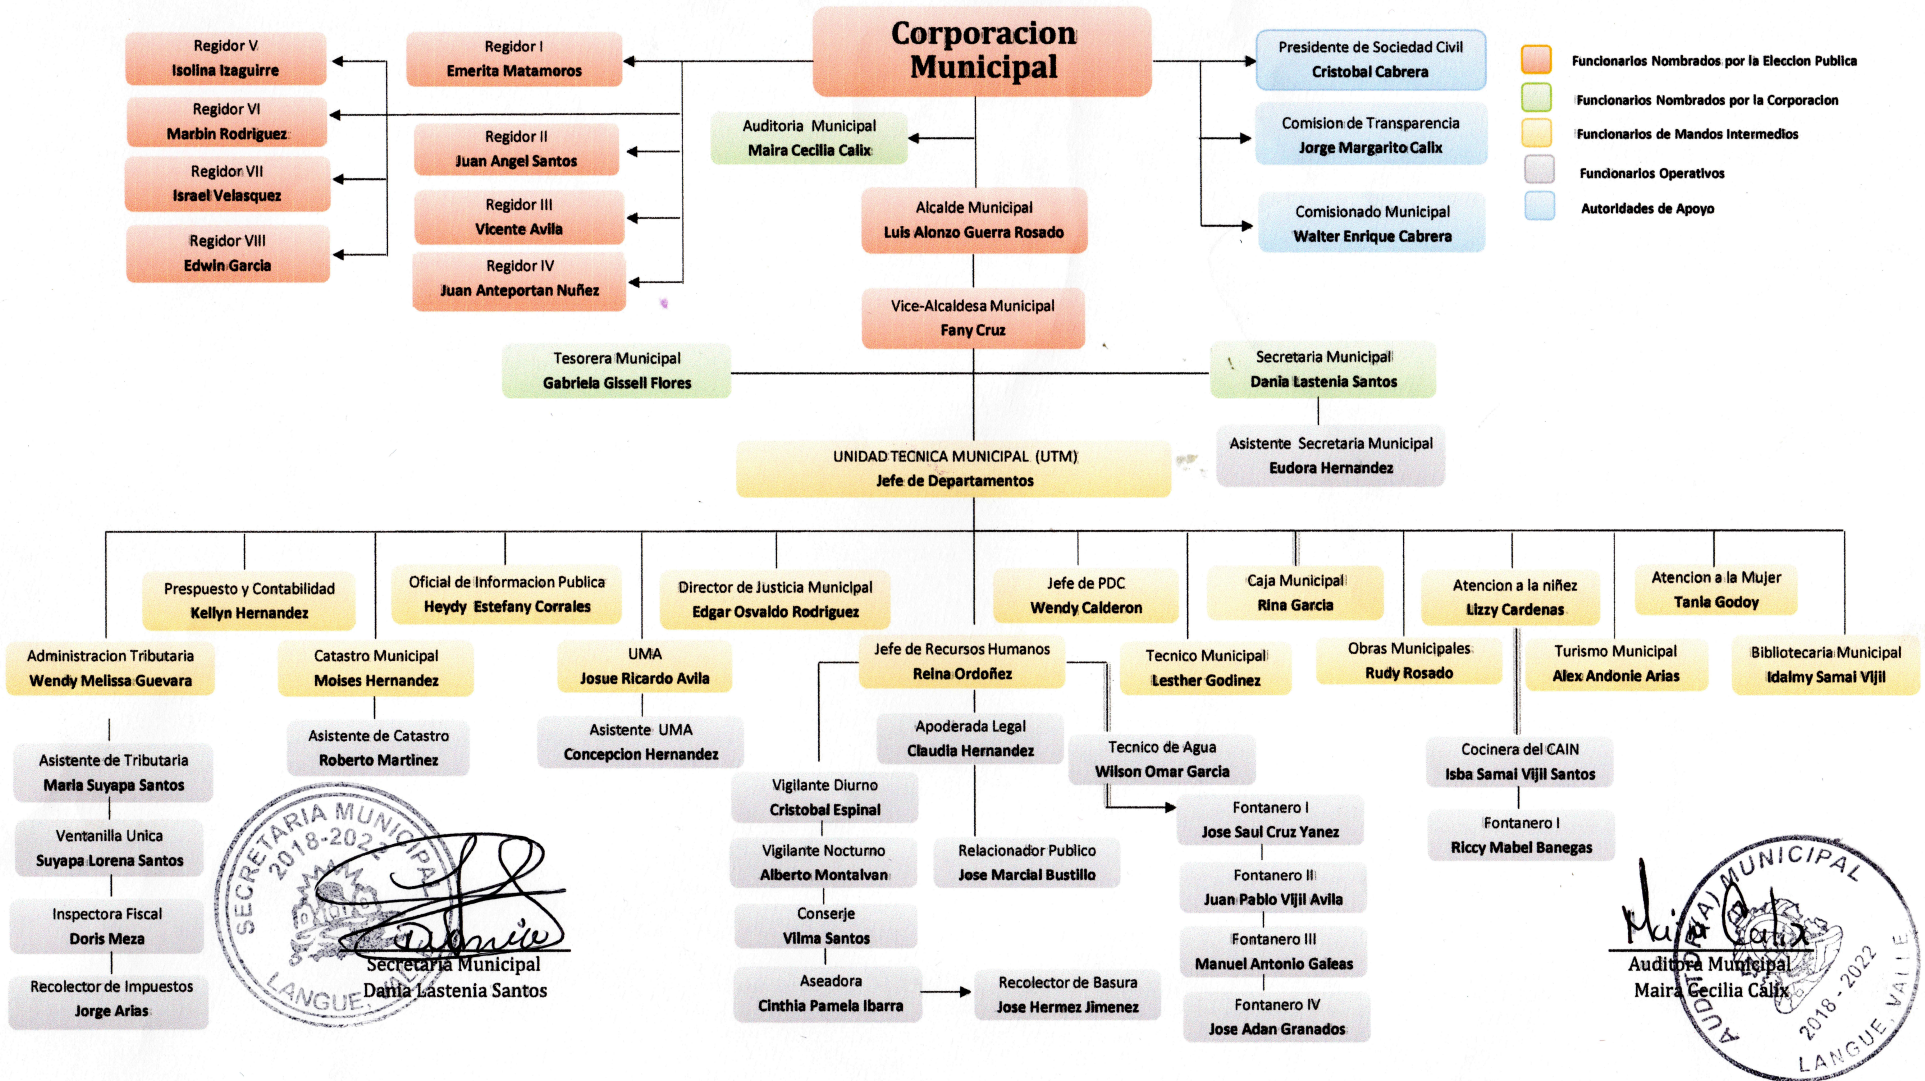 Corporacion
Municipal
Regidor V
Isolina Izaguirre
Regidor I
Emerita Matamoros
Regidor VI
Marbin Rodriguez
Regidor II
Juan Angel Santos
Regidor VII
Israel Velasquez
Regidor III
Vicente Avila
Regidor VIII
Edwin Garcia
Regidor IV
Juan Anteportan Nuñez
Auditoria Municipal
Maira Cecilia Calix
Presidente de Sociedad Civil
Cristobal Cabrera
Comision de Transparencia
Jorge Margarito Calix
Comisionado Municipal
Walter Enrique Cabrera
Funcionarios Nombrados por la Eleccion Publica
Funcionarios Nombrados por la Corporacion
Funcionarios de Mandos Intermedios
Funcionarios Operativos
Autoridades de Apoyo
Alcalde Municipal
Luis Alonzo Guerra Rosado
Vice-Alcaldesa Municipal
Fany Cruz
Tesorera Municipal
Gabriela Gissell Flores
Secretaria Municipal
Dania Lastenia Santos
Asistente Secretaria Municipal
Eudora Hernandez
UNIDAD TECNICA MUNICIPAL (UTM)
Jefe de Departamentos
Prespuesto y Contabilidad
Kellyn Hernandez
Oficial de Informacion Publica
Heydy Estefany Corrales
Director de Justicia Municipal
Edgar Osvaldo Rodriguez
Jefe de PDC
Wendy Calderon
Caja Municipal
Rina Garcia
Atencion a la niñez
Lizzy Cardenas
Atencion a la Mujer
Tania Godoy
Administracion Tributaria
Wendy Melissa Guevara
Catastro Municipal
Moises Hernandez
UMA
Josue Ricardo Avila
Jefe de Recursos Humanos
Reina Ordoñez
Tecnico Municipal
Lesther Godinez
Obras Municipales
Rudy Rosado
Turismo Municipal
Alex Andonie Arias
Bibliotecaria Municipal
Idalmy Samai Vijil
Asistente de Tributaria
Maria Suyapa Santos
Asistente de Catastro
Roberto Martinez
Asistente UMA
Concepcion Hernandez
Apoderada Legal
Claudia Hernandez
Tecnico de Agua
Wilson Omar Garcia
Cocinera del CAIN
Isba Samai Vijil Santos
Vigilante Diurno
Cristobal Espinal
Fontanero I
Jose Saul Cruz Yanez
Fontanero I
Riccy Mabel Banegas
Ventanilla Unica
Suyapa Lorena Santos
Vigilante Nocturno
Alberto Montalvan
Relacionador Publico
Jose Marcial Bustillo
Fontanero II
Juan Pablo Vijil Avila
Inspectora Fiscal
Doris Meza
Conserje
Vilma Santos
Fontanero III
Manuel Antonio Galeas
Recolector de Impuestos
Jorge Arias
Aseadora
Cinthia Pamela Ibarra
Recolector de Basura
Jose Hermez Jimenez
Fontanero IV
Jose Adan Granados
SECRETARIA MUNICIPAL
2018-2022
LANGUE, VALLE
Secretaria Municipal
Dania Lastenia Santos
Maira Calix
AUDITOR(A) MUNICIPAL
2018 - 2022
LANGUE, VALLE
Auditora Municipal
Maira Cecilia Calix